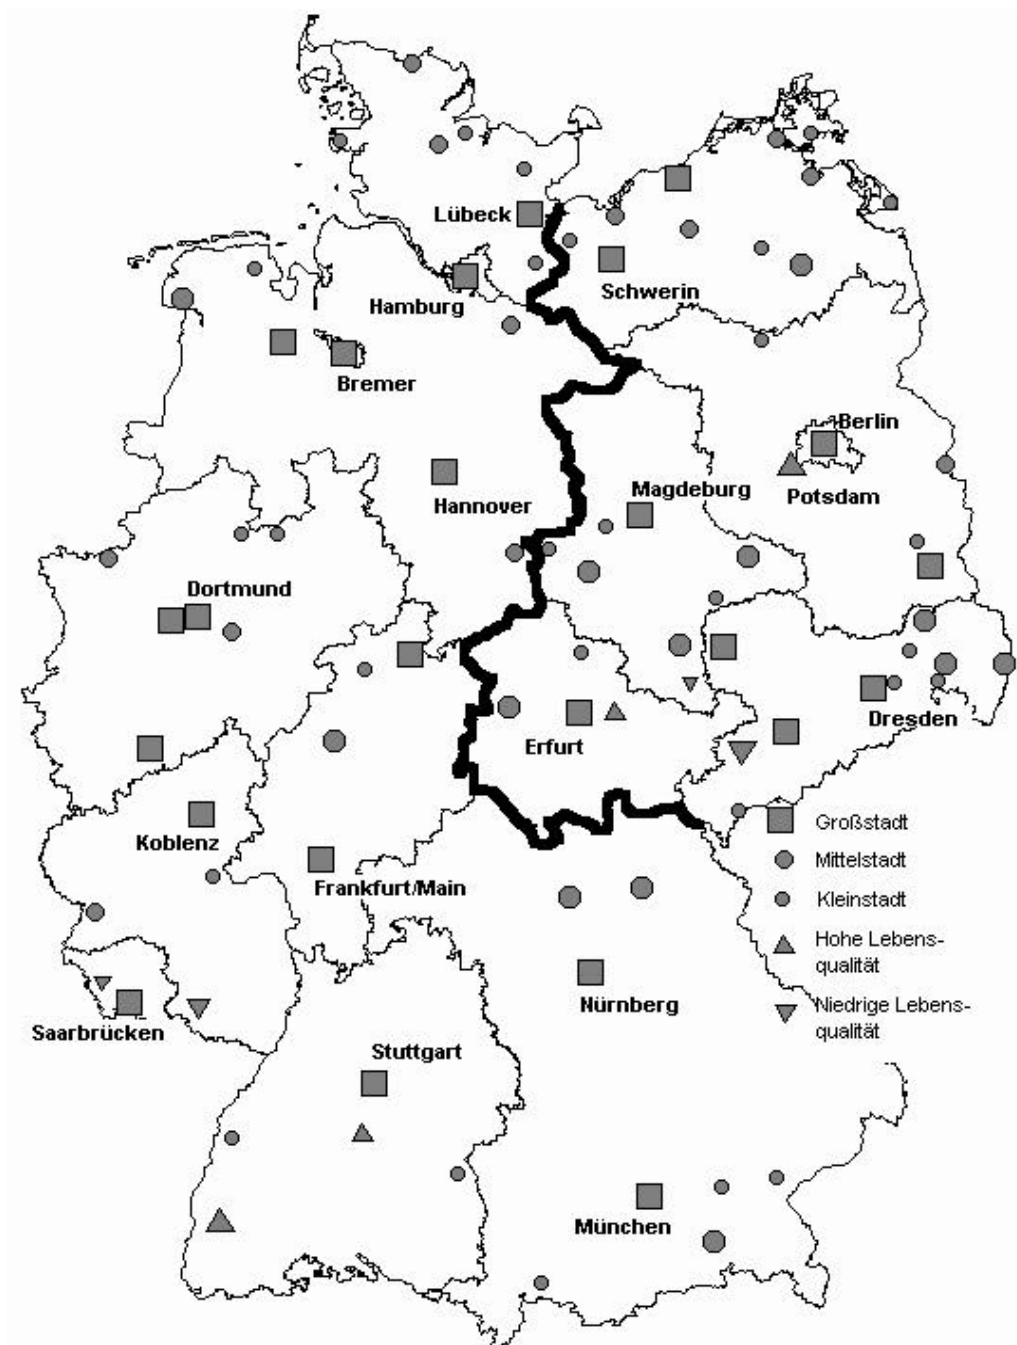 Lübeck
Schwerin
Hamburg
Bremer
Berlin
Hannover
Magdeburg
Potsdam
Dortmund
Dresden
Erfurt
Großstadt
Koblenz
Mittelstadt
Frankfurt/Main
Kleinstadt
Hohe Lebens-
qualität
Nürnberg
Niedrige Lebens-
qualität
Saarbrücken
Stuttgart
München